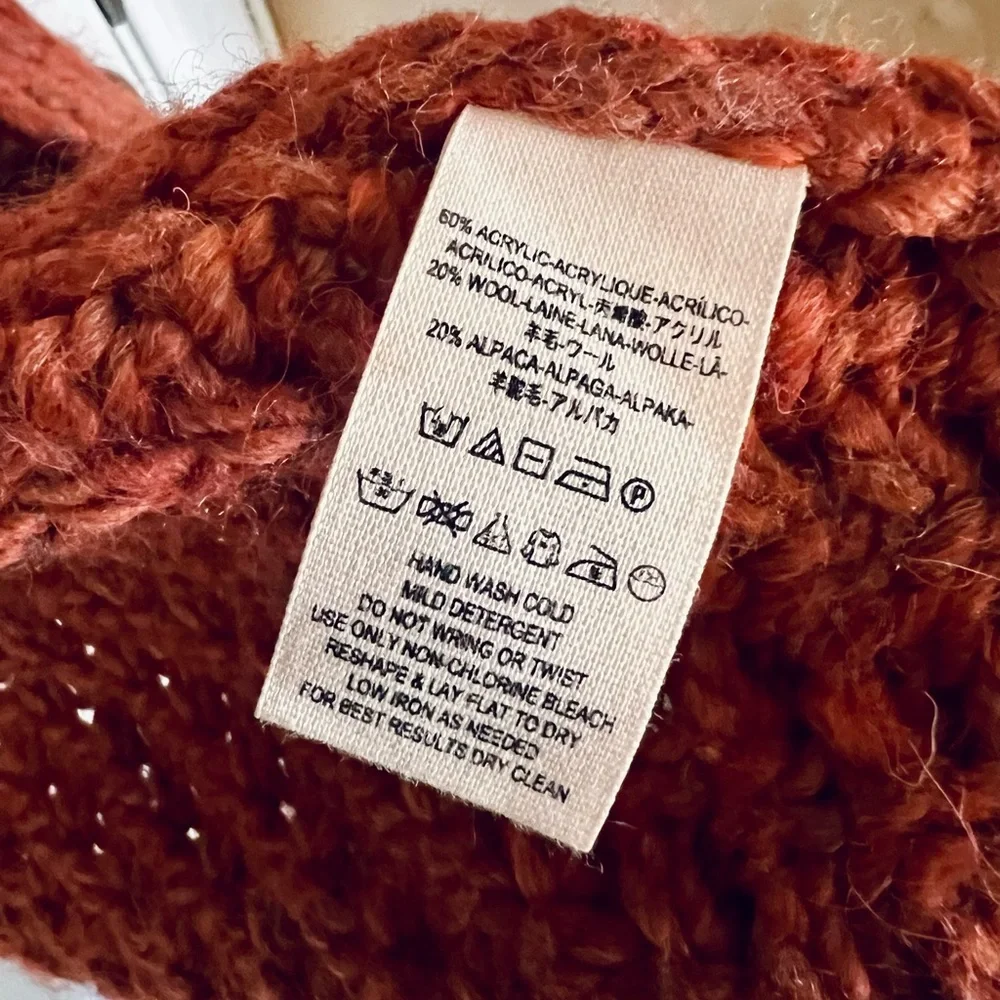 60% ACRYLIC-ACRYLIQUE-ACRÍLICO-
ACRILICO-ACRYL-丙烯酸-アクリル
20% WOOL-LAINE-LANA-WOLLE-LÃ-
羊毛-ウール
20% ALPACA-ALPAGA-ALPAKA-
羊駝毛-アルパカ
P
HAND WASH COLD
MILD DETERGENT
DO NOT WRING OR TWIST
USE ONLY NON-CHLORINE BLEACH
RESHAPE & LAY FLAT TO DRY
LOW IRON AS NEEDED
FOR BEST RESULTS DRY CLEAN